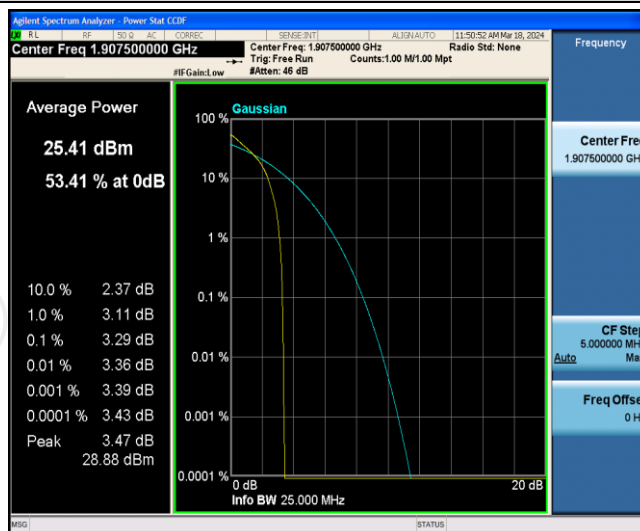 Agilent Spectrum Analyzer - Power Stat CCDF
RL RF 50 Ω AC CORREC SENSE:INT ALIGNAUTO 11:50:52 AM Mar 18, 2024
Center Freq 1.907500000 GHz
Center Freq: 1.907500000 GHz Radio Std: None
Trig: Free Run Counts:1.00 M/1.00 Mpt
#IFGain:Low #Atten: 46 dB
Frequency
Average Power
25.41 dBm
53.41 % at 0dB
10.0 % 2.37 dB
1.0 % 3.11 dB
0.1 % 3.29 dB
0.01 % 3.36 dB
0.001 % 3.39 dB
0.0001 % 3.43 dB
Peak 3.47 dB
28.88 dBm
Gaussian
100 %
10 %
1 %
0.1 %
0.01 %
0.001 %
0.0001 %
0 dB 20 dB
Info BW 25.000 MHz
Center Fre
1.907500000 GH
CF Step
5.000000 MH
Auto Ma
Freq Offse
0 H
MSG STATUS